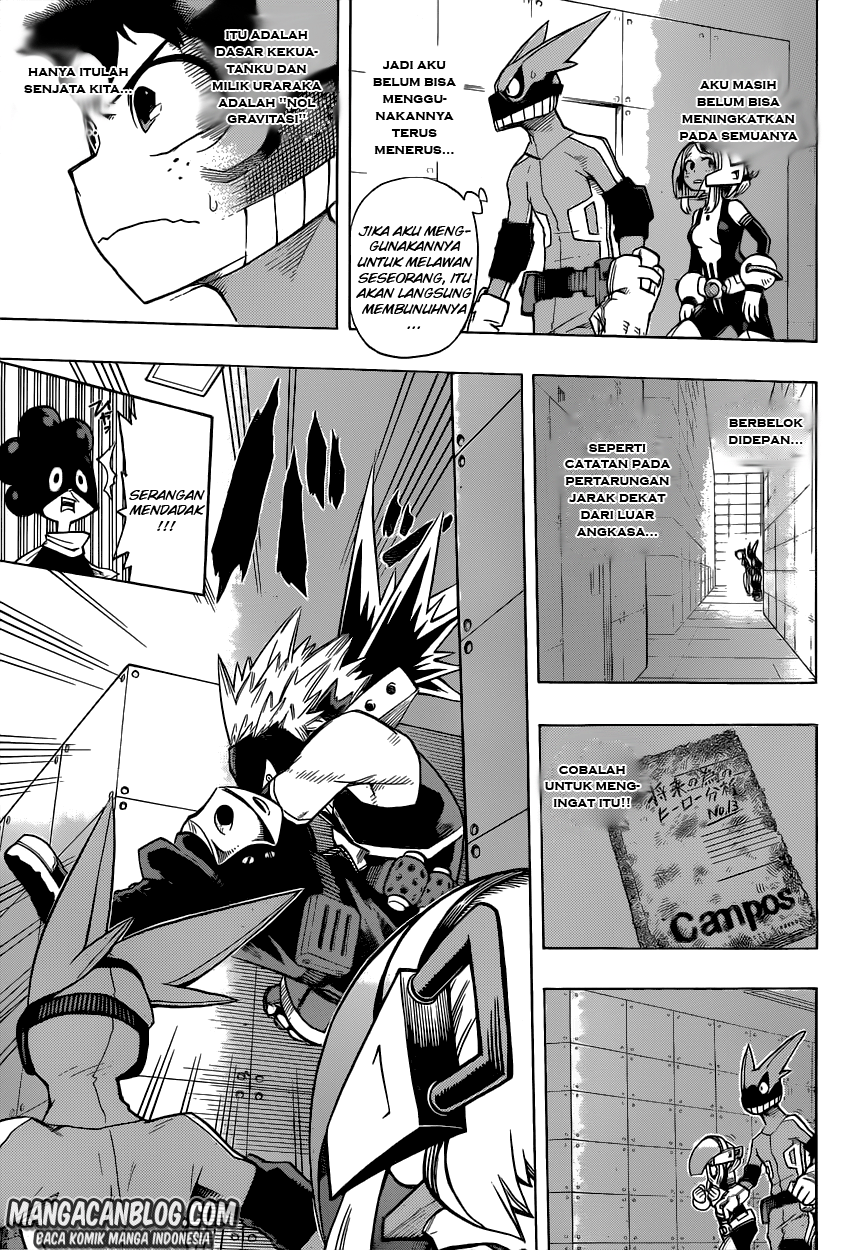 AKU MASIH
BELUM BISA
MENINGKATKAN
PADA SEMUANYA
JADI AKU
BELUM BISA
MENGGU-
NAKANNYA
TERUS
MENERUS...
JIKA AKU MENG-
GUNAKANNYA
UNTUK MELAWAN
SESEORANG, ITU
AKAN LANGSUNG
MEMBUNUHNYA
...
ITU ADALAH
DASAR KEKUA-
TANKU DAN
MILIK URARAKA
ADALAH "NOL
GRAVITASI"
HANYA ITULAH
SENJATA KITA...
BERBELOK
DIDEPAN...
SEPERTI
CATATAN PADA
PERTARUNGAN
JARAK DEKAT
DARI LUAR
ANGKASA...
COBALAH
UNTUK MENG-
INGAT ITU!!
将来の為の
ヒーロー分析
No.13
Campos
SERANGAN
MENDADAK
!!!
MANGACANBLOG.COM
BACA KOMIK MANGA INDONESIA